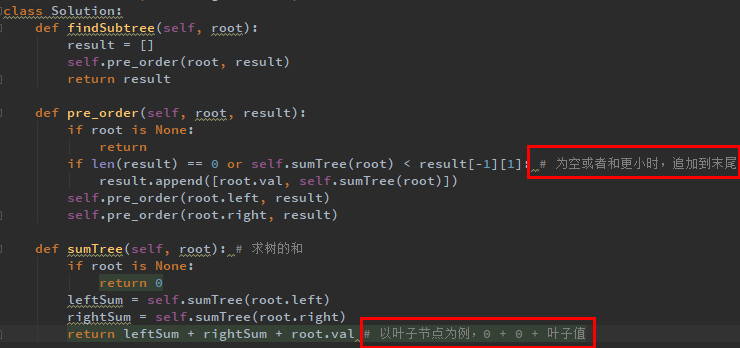 class Solution:
    def findSubtree(self, root):
        result = []
        self.pre_order(root, result)
        return result
    def pre_order(self, root, result):
        if root is None:
            return
        if len(result) == 0 or self.sumTree(root) < result[-1][1]: # 为空或者和更小时，追加到末尾
            result.append([root.val, self.sumTree(root)])
        self.pre_order(root.left, result)
        self.pre_order(root.right, result)
    def sumTree(self, root): # 求树的和
        if root is None:
            return 0
        leftSum = self.sumTree(root.left)
        rightSum = self.sumTree(root.right)
        return leftSum + rightSum + root.val # 以叶子节点为例，0 + 0 + 叶子值